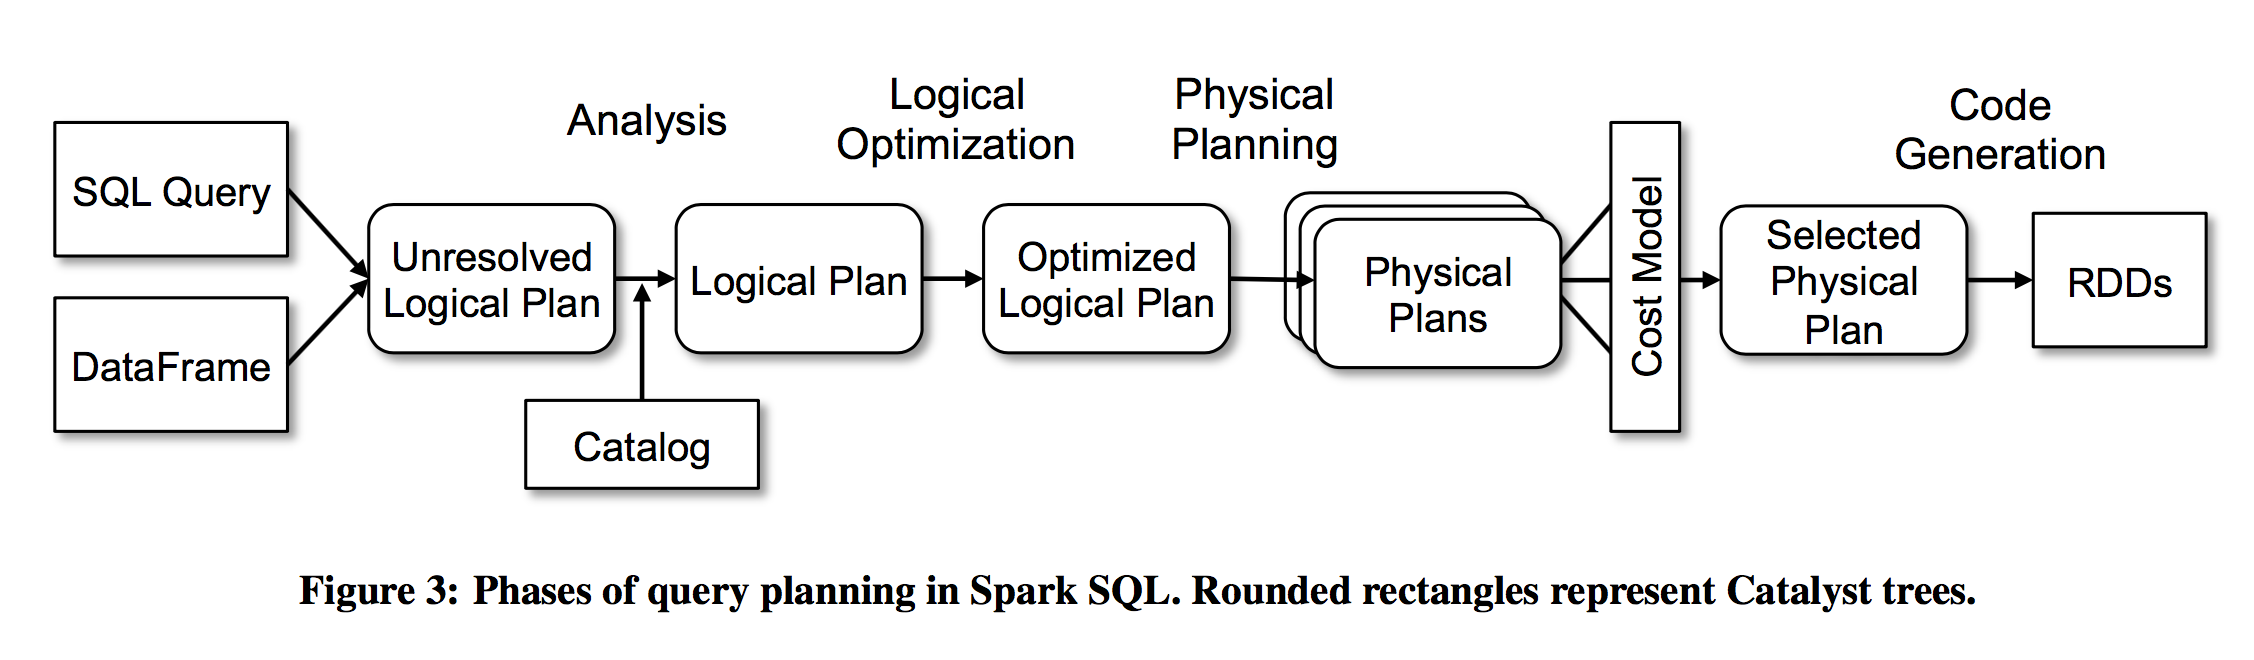 Analysis
Logical
Optimization
Physical
Planning
Code
Generation
SQL Query
DataFrame
Unresolved
Logical Plan
Catalog
Logical Plan
Optimized
Logical Plan
Physical
Plans
Cost Model
Selected
Physical
Plan
RDDs
Figure 3: Phases of query planning in Spark SQL. Rounded rectangles represent Catalyst trees.